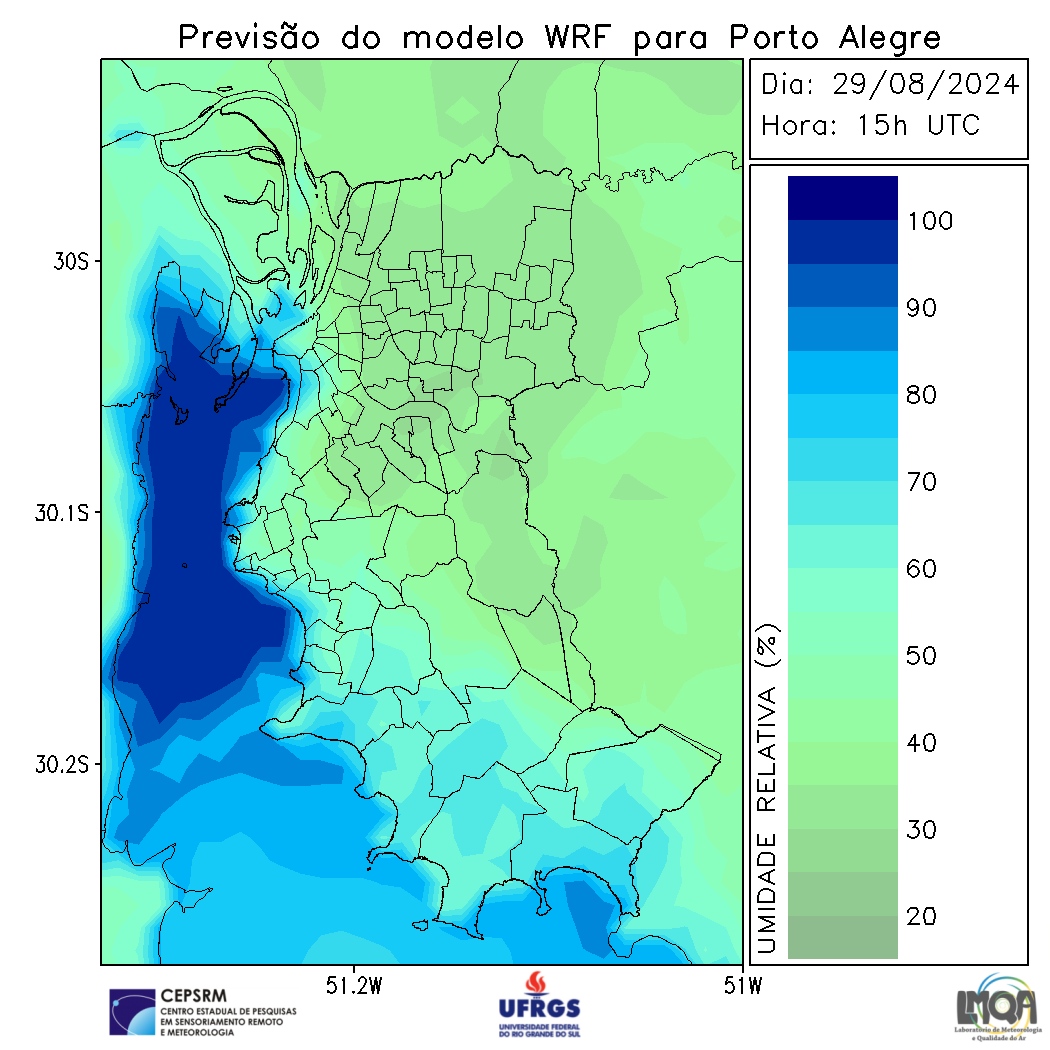 Previsão do modelo WRF para Porto Alegre
Dia: 29/08/2024
Hora: 15h UTC
100
90
80
70
60
50
40
30
20
UMIDADE RELATIVA (%)
30S
30.1S
30.2S
51.2W
51W
CEPSRM
CENTRO ESTADUAL DE PESQUISAS
EM SENSORIAMENTO REMOTO
E METEOROLOGIA
UFRGS
UNIVERSIDADE FEDERAL
DO RIO GRANDE DO SUL
LMQA
Laboratório de Meteorologia
e Qualidade do Ar